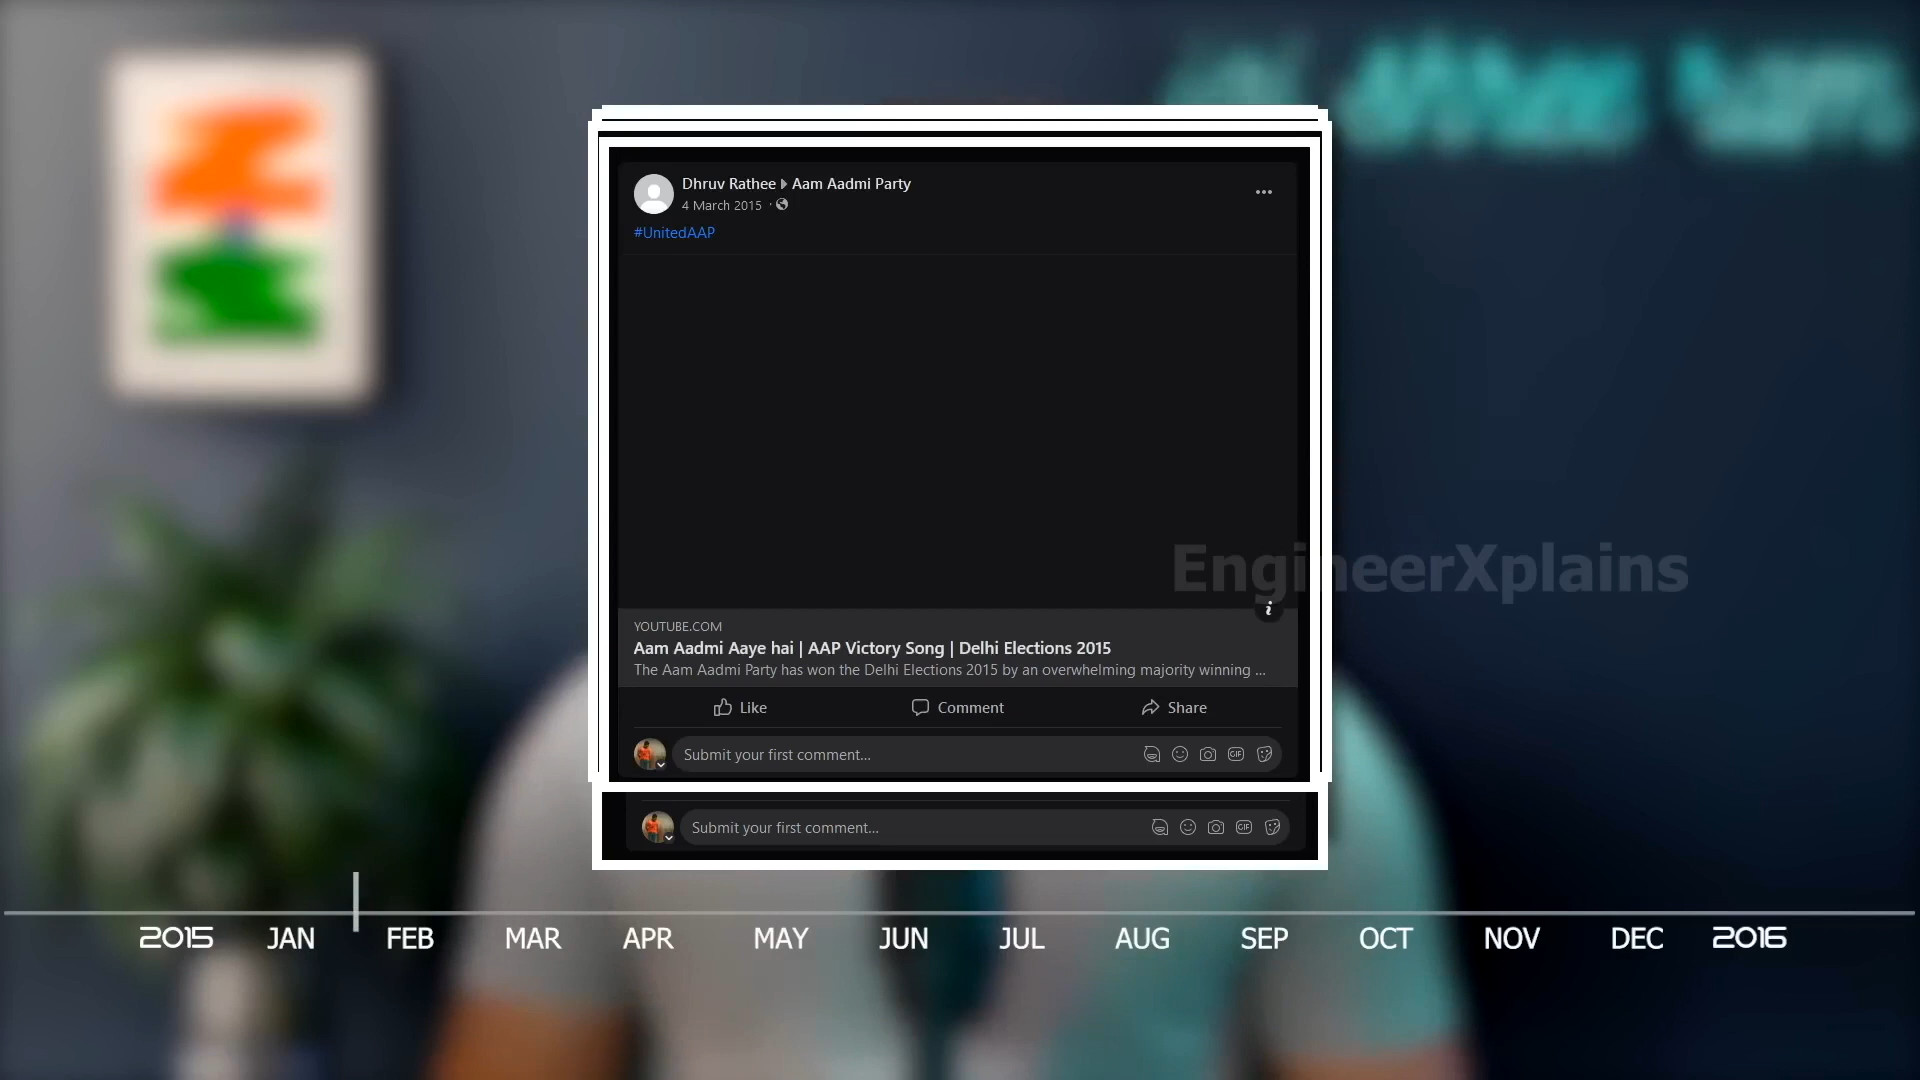 Dhruv Rathee Aam Aadmi Party
4 March 2015 ·
#UnitedAAP
EngineerXplains
i
YOUTUBE.COM
Aam Aadmi Aaye hai | AAP Victory Song | Delhi Elections 2015
The Aam Aadmi Party has won the Delhi Elections 2015 by an overwhelming majority winning ...
Like Comment Share
Submit your first comment... GIF
Submit your first comment... GIF
2015 JAN FEB MAR APR MAY JUN JUL AUG SEP OCT NOV DEC 2016